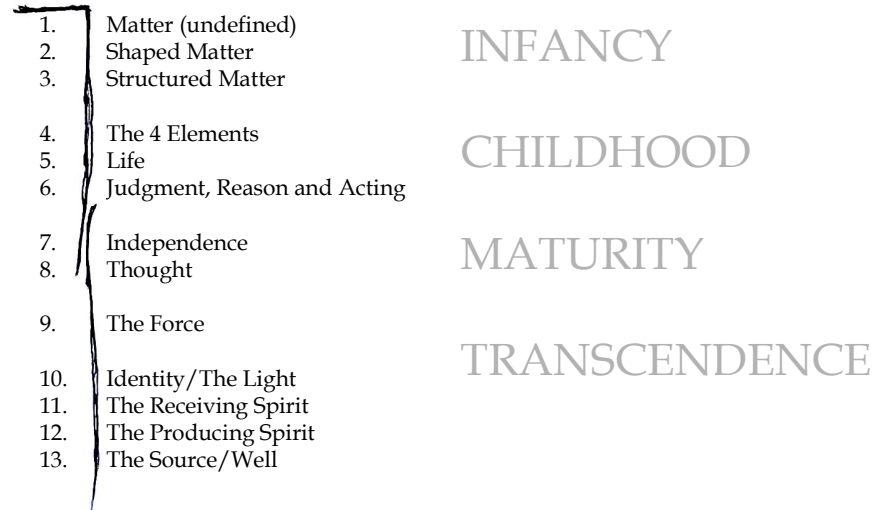 1. Matter (undefined)
2. Shaped Matter
3. Structured Matter
INFANCY
4. The 4 Elements
5. Life
6. Judgment, Reason and Acting
CHILDHOOD
7. Independence
8. Thought
MATURITY
9. The Force
10. Identity/The Light
11. The Receiving Spirit
12. The Producing Spirit
13. The Source/Well
TRANSCENDENCE